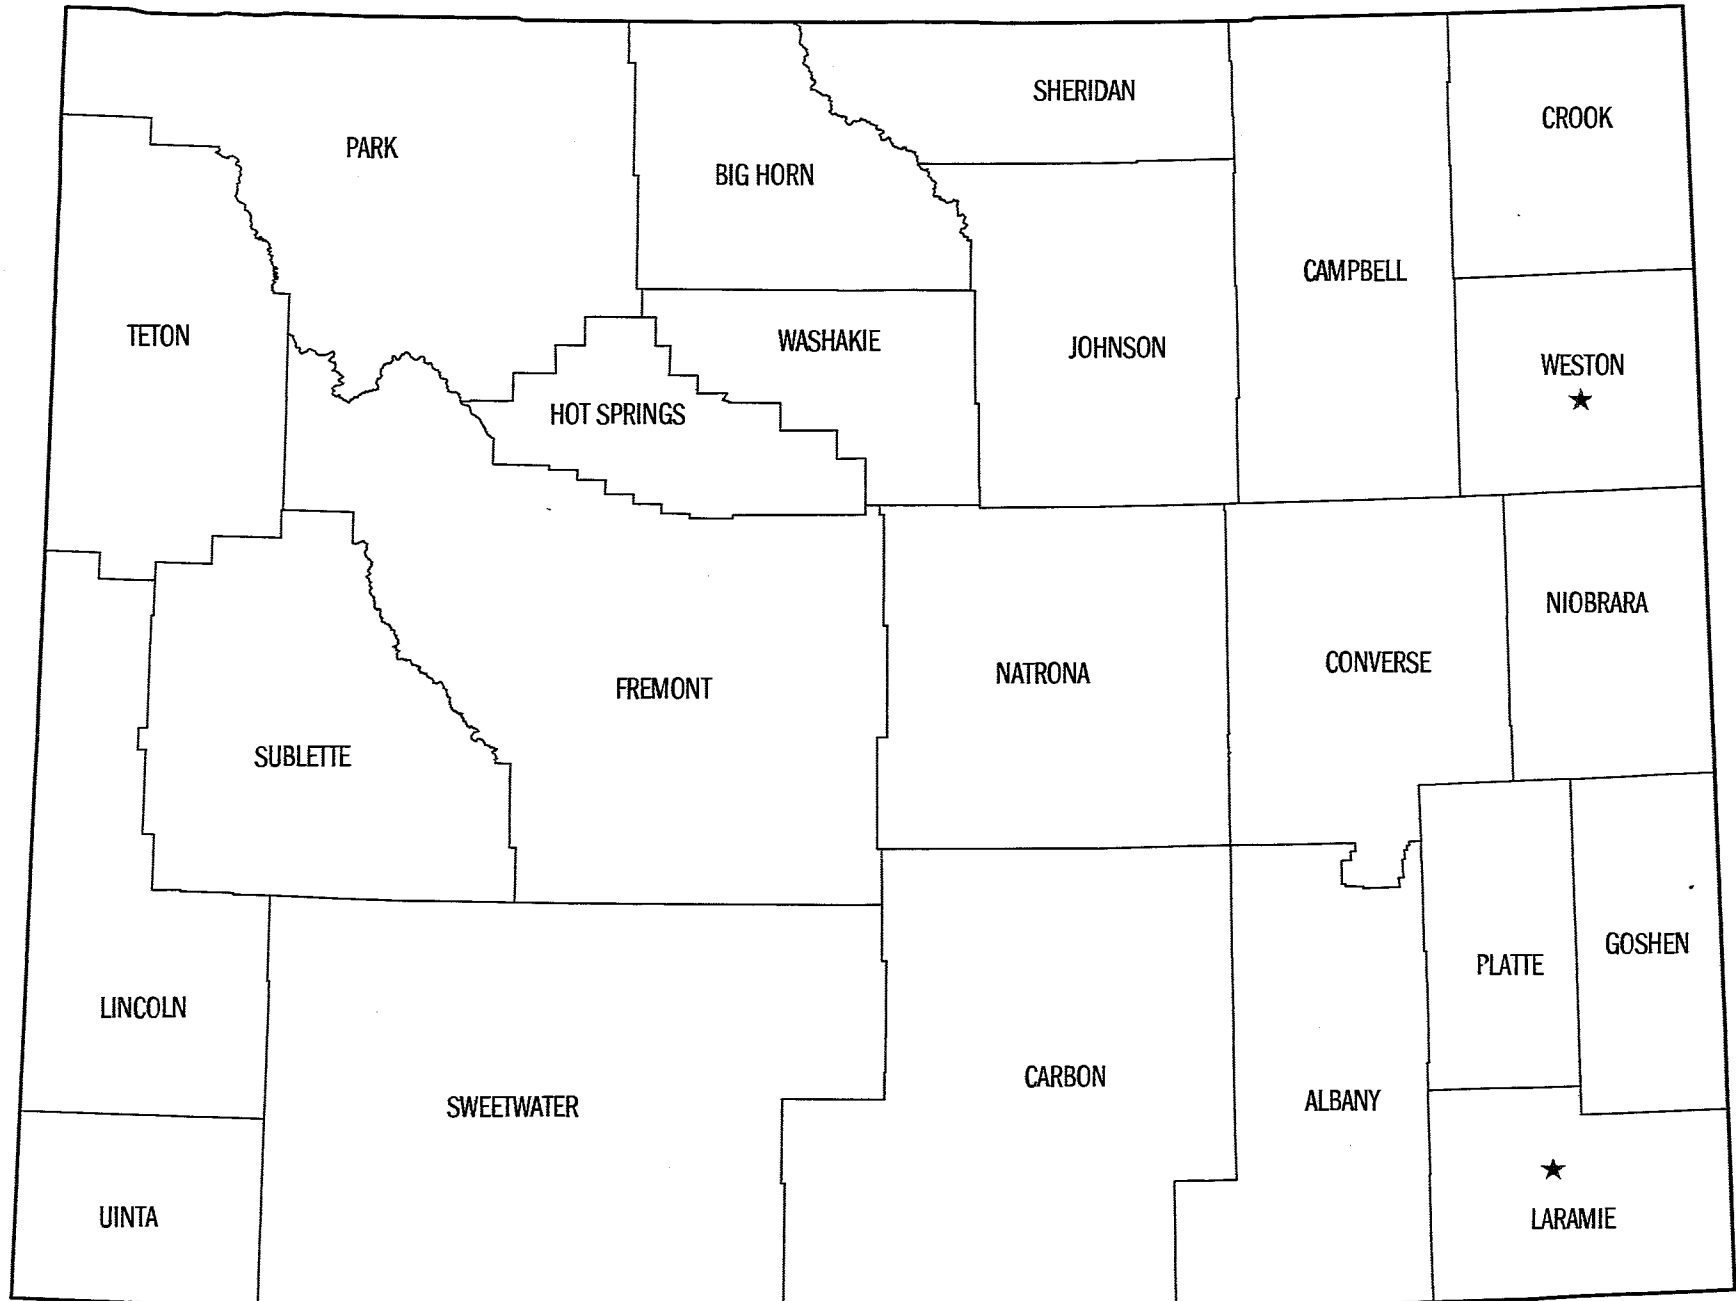 SHERIDAN
CROOK
PARK
BIG HORN
CAMPBELL
TETON
WASHAKIE
JOHNSON
WESTON
HOT SPRINGS
NIOBRARA
CONVERSE
NATRONA
FREMONT
SUBLETTE
GOSHEN
PLATTE
LINCOLN
CARBON
ALBANY
SWEETWATER
UINTA
LARAMIE